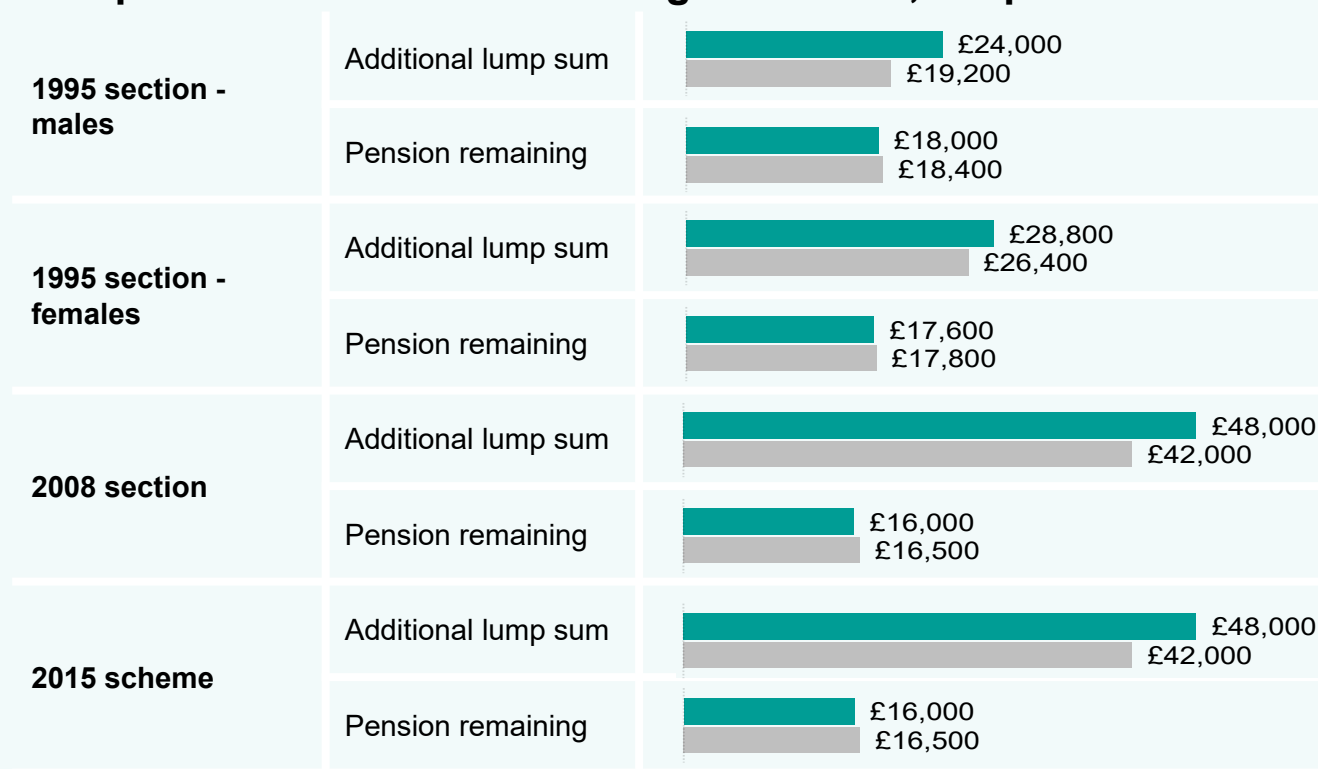 1995 section -
males
Additional lump sum
£24,000
£19,200
Pension remaining
£18,000
£18,400
1995 section -
females
Additional lump sum
£28,800
£26,400
Pension remaining
£17,600
£17,800
2008 section
Additional lump sum
£48,000
£42,000
Pension remaining
£16,000
£16,500
2015 scheme
Additional lump sum
£48,000
£42,000
Pension remaining
£16,000
£16,500